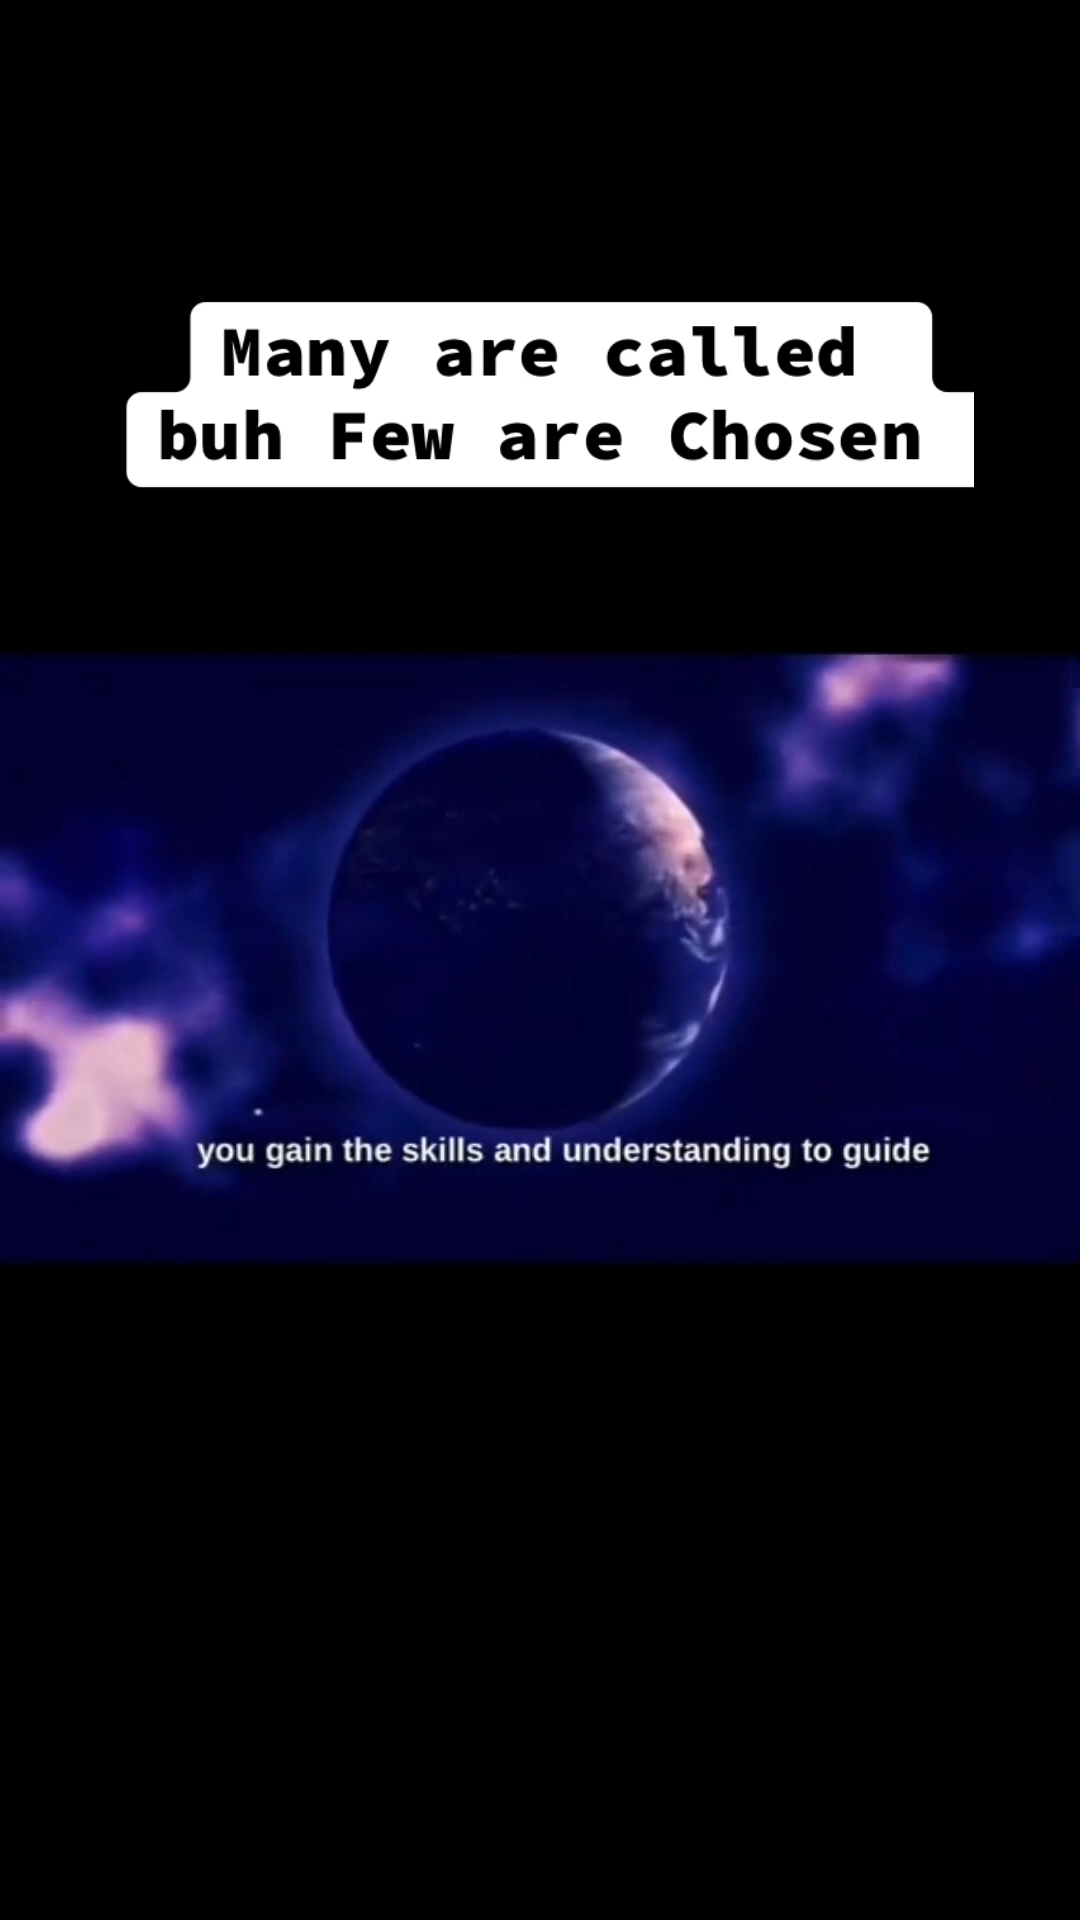 Many are called
buh Few are Chosen
you gain the skills and understanding to guide